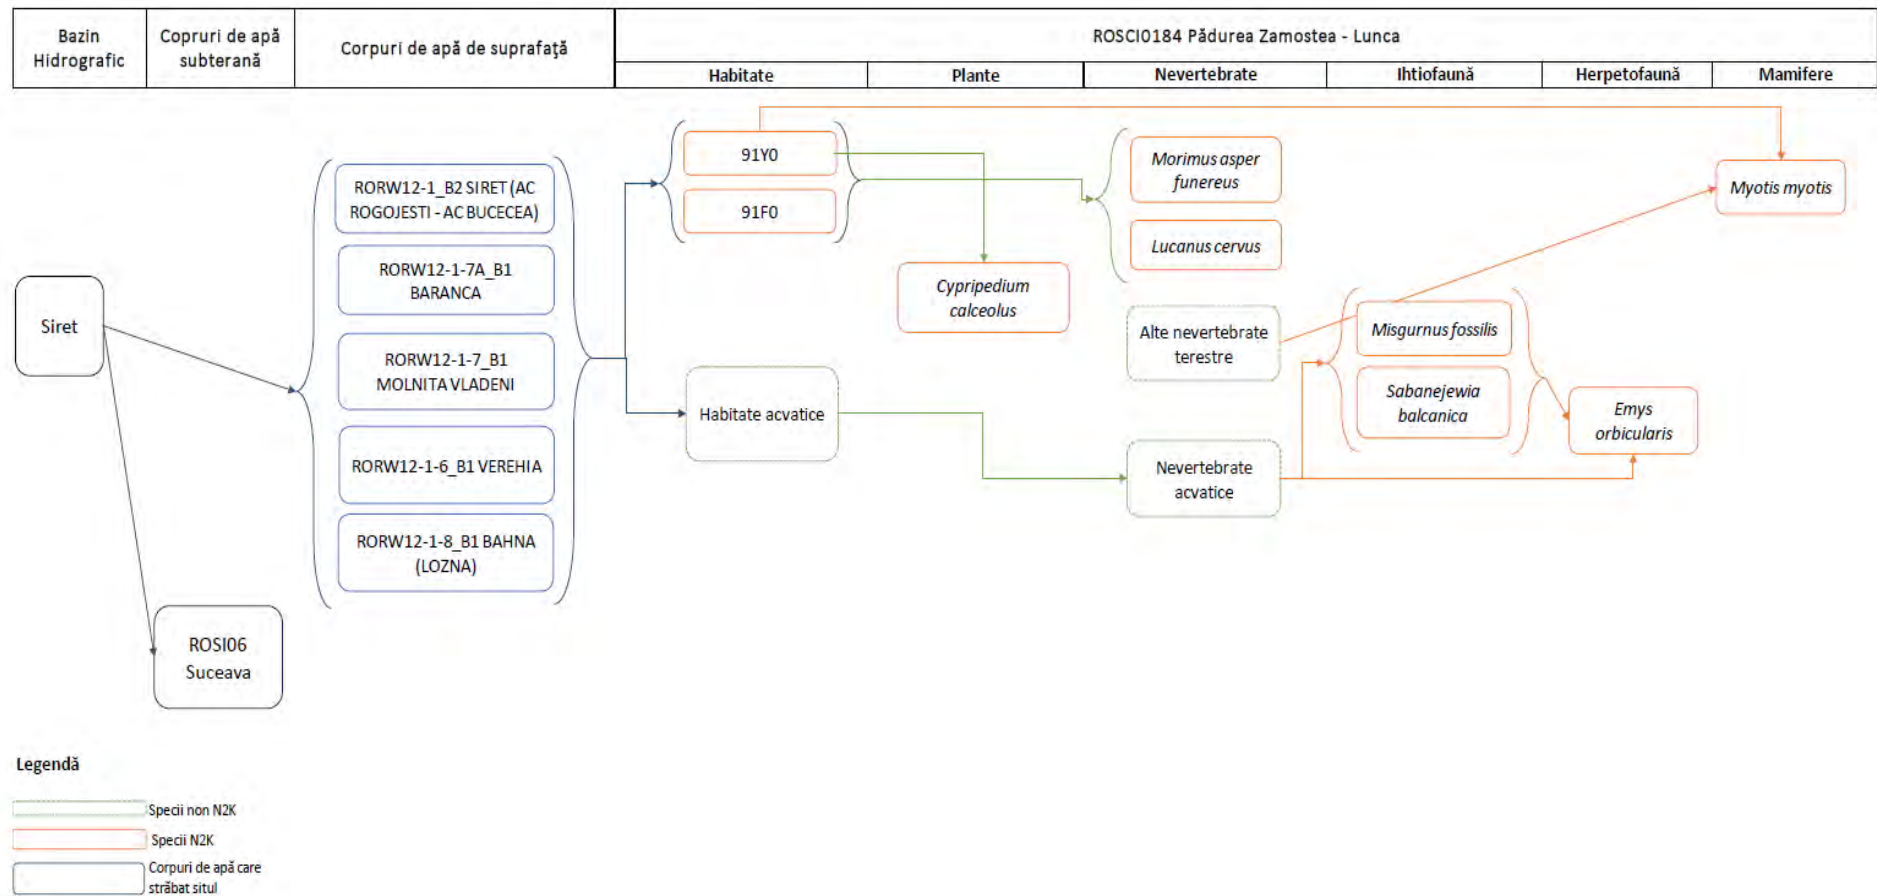 Bazin
Hidrografic
Copruri de apă
subterană
Corpuri de apă de suprafață
ROSCI0184 Pădurea Zamostea - Lunca
Habitate
Plante
Nevertebrate
Ihtiofaună
Herpetofaună
Mamifere
Siret
ROSI06
Suceava
RORW12-1_B2 SIRET (AC
ROGOJESTI - AC BUCECEA)
RORW12-1-7A_B1
BARANCA
RORW12-1-7_B1
MOLNITA VLADENI
RORW12-1-6_B1 VEREHIA
RORW12-1-8_B1 BAHNA
(LOZNA)
91Y0
91F0
Habitate acvatice
Cypripedium
calceolus
Morimus asper
funereus
Lucanus cervus
Alte nevertebrate
terestre
Nevertebrate
acvatice
Misgurnus fossilis
Sabanejewia
balcanica
Emys
orbicularis
Myotis myotis
Legendă
Specii non N2K
Specii N2K
Corpuri de apă care
străbat situl